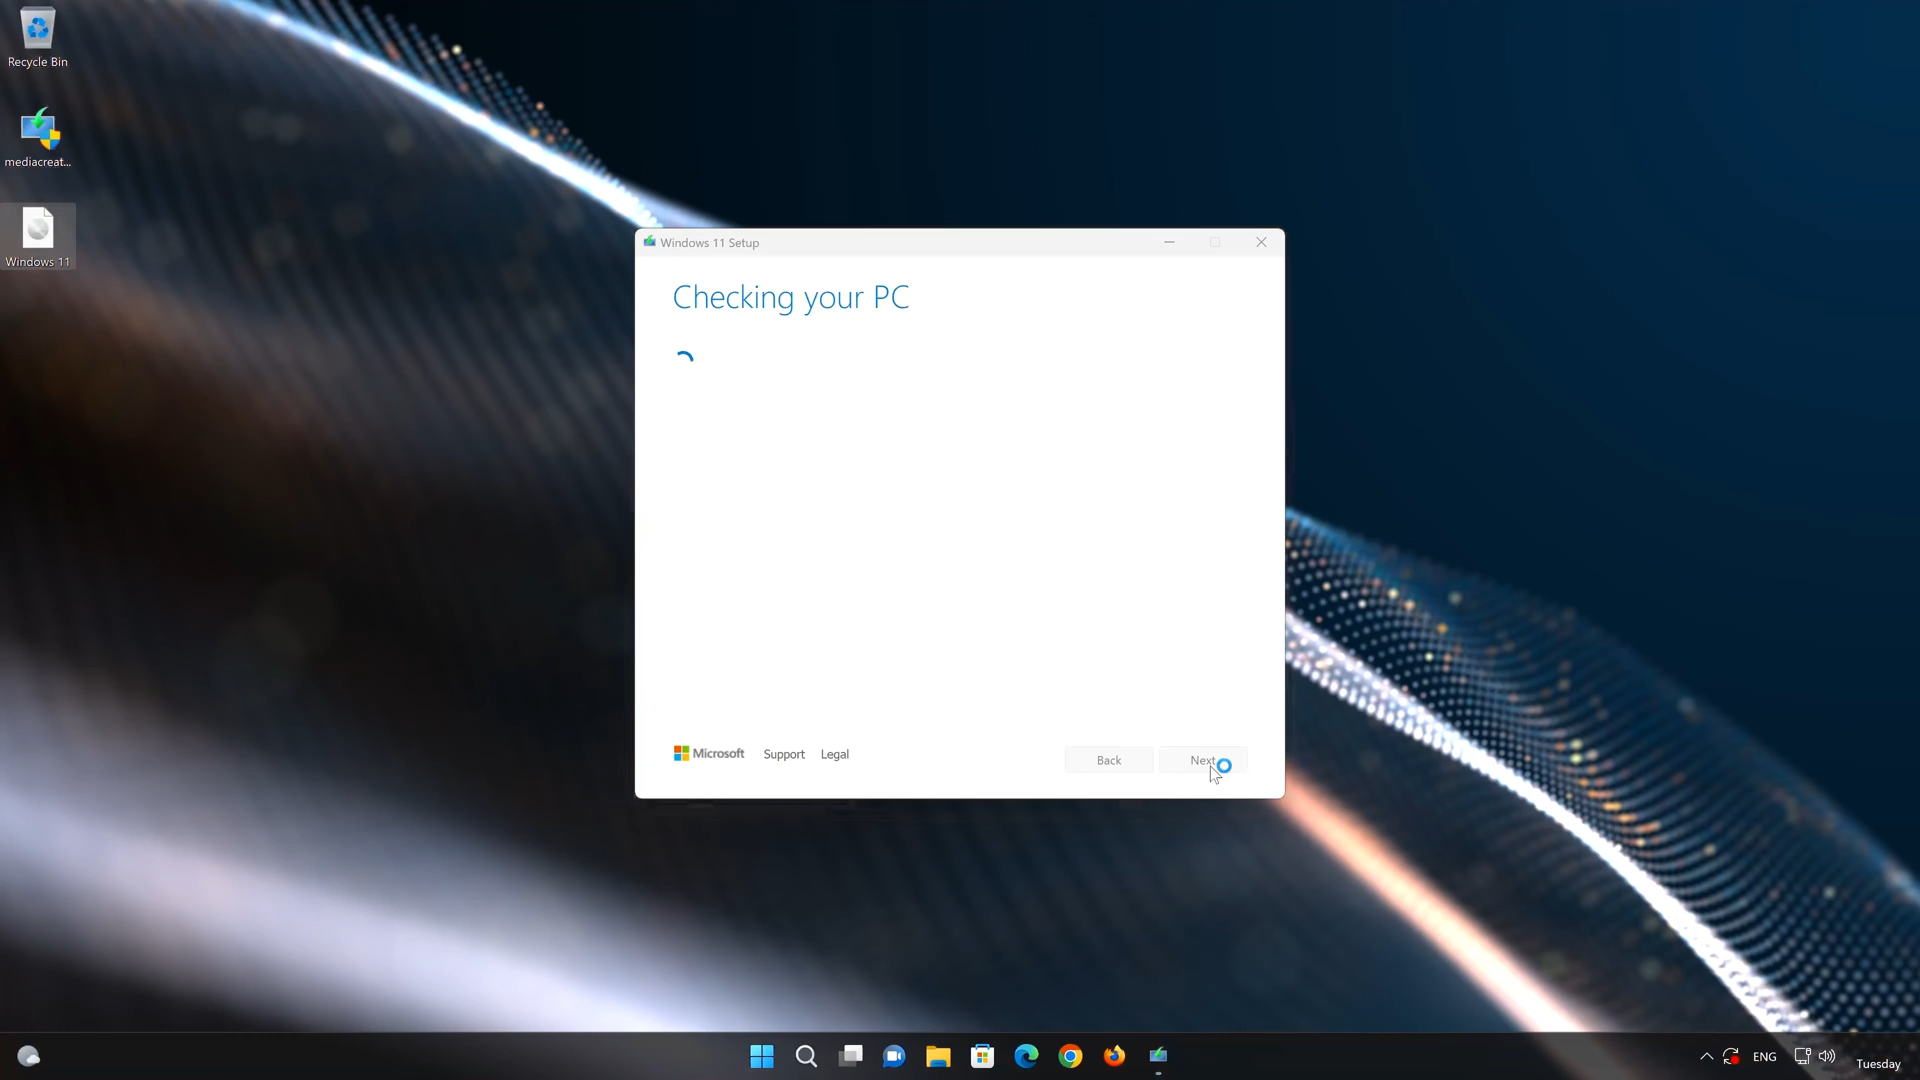 Recycle Bin
mediacreat...
Windows 11
Windows 11 Setup
Checking your PC
Microsoft
Support
Legal
Back
Next
ENG
Tuesday